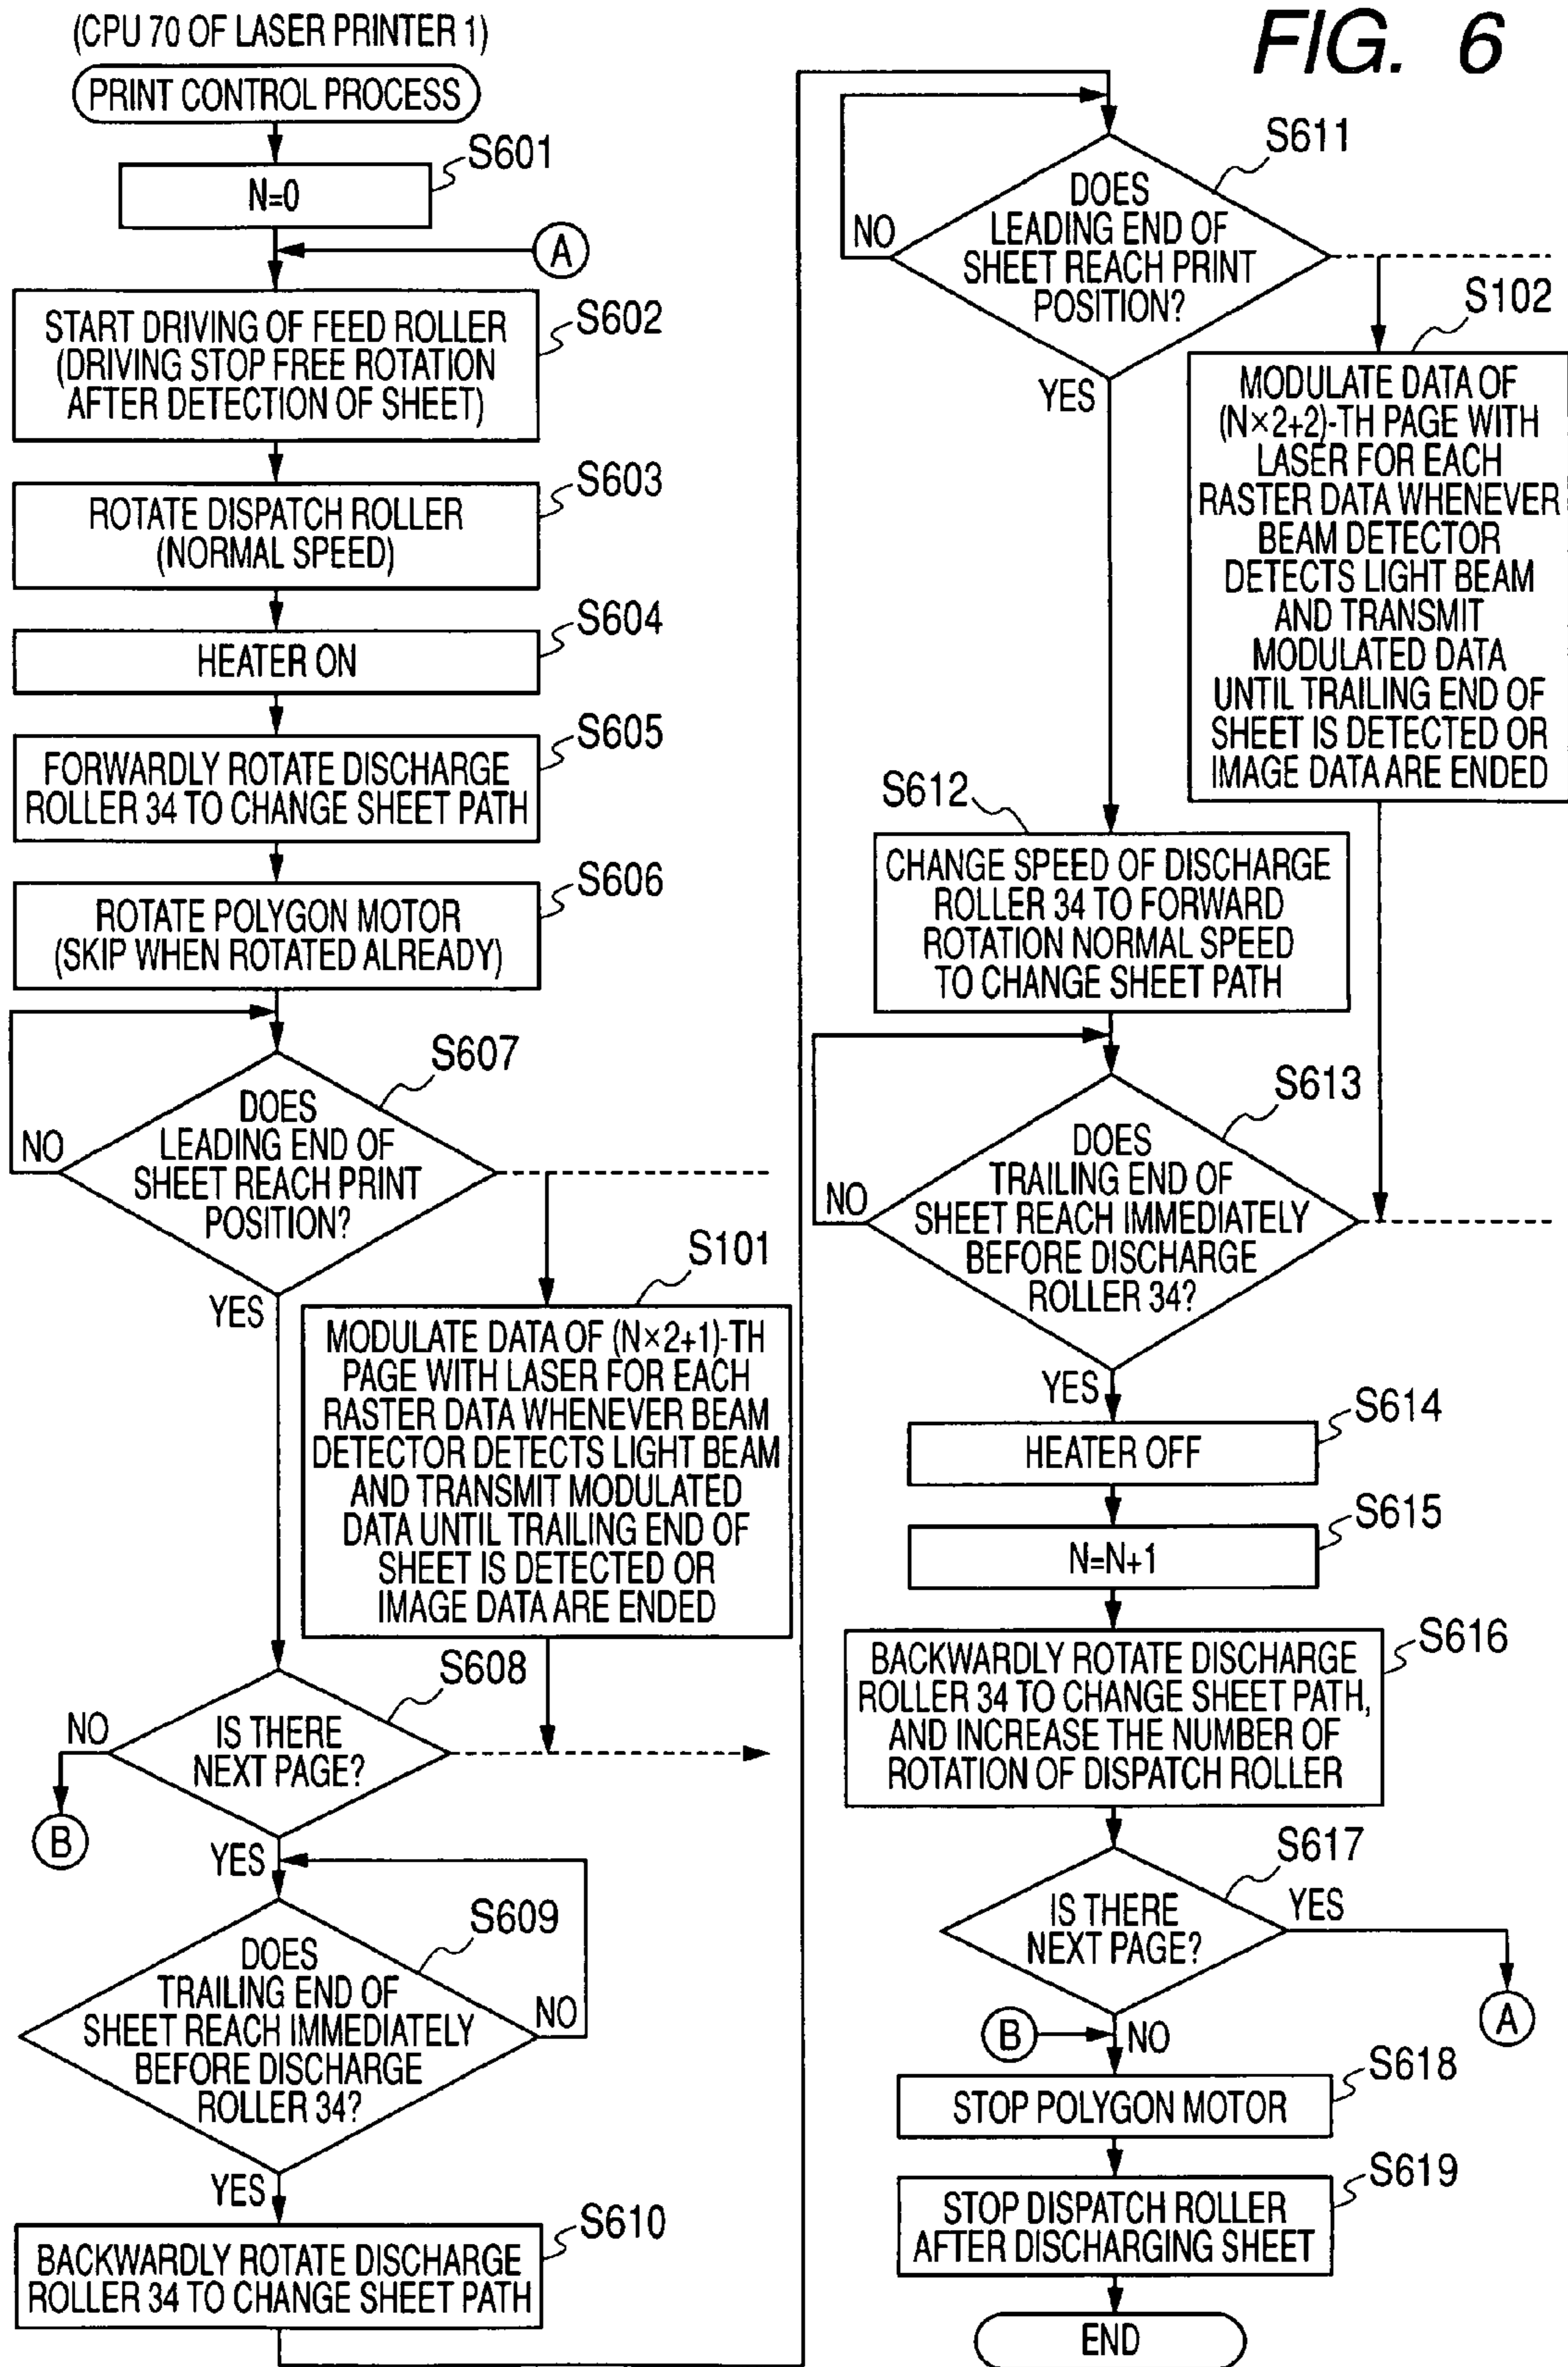 FIG. 6
(CPU 70 OF LASER PRINTER 1)
PRINT CONTROL PROCESS
S601
N=0
A
S602
START DRIVING OF FEED ROLLER
(DRIVING STOP FREE ROTATION
AFTER DETECTION OF SHEET)
S603
ROTATE DISPATCH ROLLER
(NORMAL SPEED)
S604
HEATER ON
S605
FORWARDLY ROTATE DISCHARGE
ROLLER 34 TO CHANGE SHEET PATH
S606
ROTATE POLYGON MOTOR
(SKIP WHEN ROTATED ALREADY)
S607
DOES
LEADING END OF
SHEET REACH PRINT
POSITION?
NO
YES
S101
MODULATE DATA OF (N×2+1)-TH
PAGE WITH LASER FOR EACH
RASTER DATA WHENEVER BEAM
DETECTOR DETECTS LIGHT BEAM
AND TRANSMIT MODULATED
DATA UNTIL TRAILING END OF
SHEET IS DETECTED OR
IMAGE DATA ARE ENDED
S608
IS THERE
NEXT PAGE?
NO
B
YES
S609
DOES
TRAILING END OF
SHEET REACH IMMEDIATELY
BEFORE DISCHARGE
ROLLER 34?
NO
YES
S610
BACKWARDLY ROTATE DISCHARGE
ROLLER 34 TO CHANGE SHEET PATH
S611
DOES
LEADING END OF
SHEET REACH PRINT
POSITION?
NO
YES
S102
MODULATE DATA OF
(N×2+2)-TH PAGE WITH
LASER FOR EACH
RASTER DATA WHENEVER
BEAM DETECTOR
DETECTS LIGHT BEAM
AND TRANSMIT
MODULATED DATA
UNTIL TRAILING END OF
SHEET IS DETECTED OR
IMAGE DATA ARE ENDED
S612
CHANGE SPEED OF DISCHARGE
ROLLER 34 TO FORWARD
ROTATION NORMAL SPEED
TO CHANGE SHEET PATH
S613
DOES
TRAILING END OF
SHEET REACH IMMEDIATELY
BEFORE DISCHARGE
ROLLER 34?
NO
YES
S614
HEATER OFF
S615
N=N+1
S616
BACKWARDLY ROTATE DISCHARGE
ROLLER 34 TO CHANGE SHEET PATH,
AND INCREASE THE NUMBER OF
ROTATION OF DISPATCH ROLLER
S617
IS THERE
NEXT PAGE?
YES
A
B
NO
S618
STOP POLYGON MOTOR
S619
STOP DISPATCH ROLLER
AFTER DISCHARGING SHEET
END